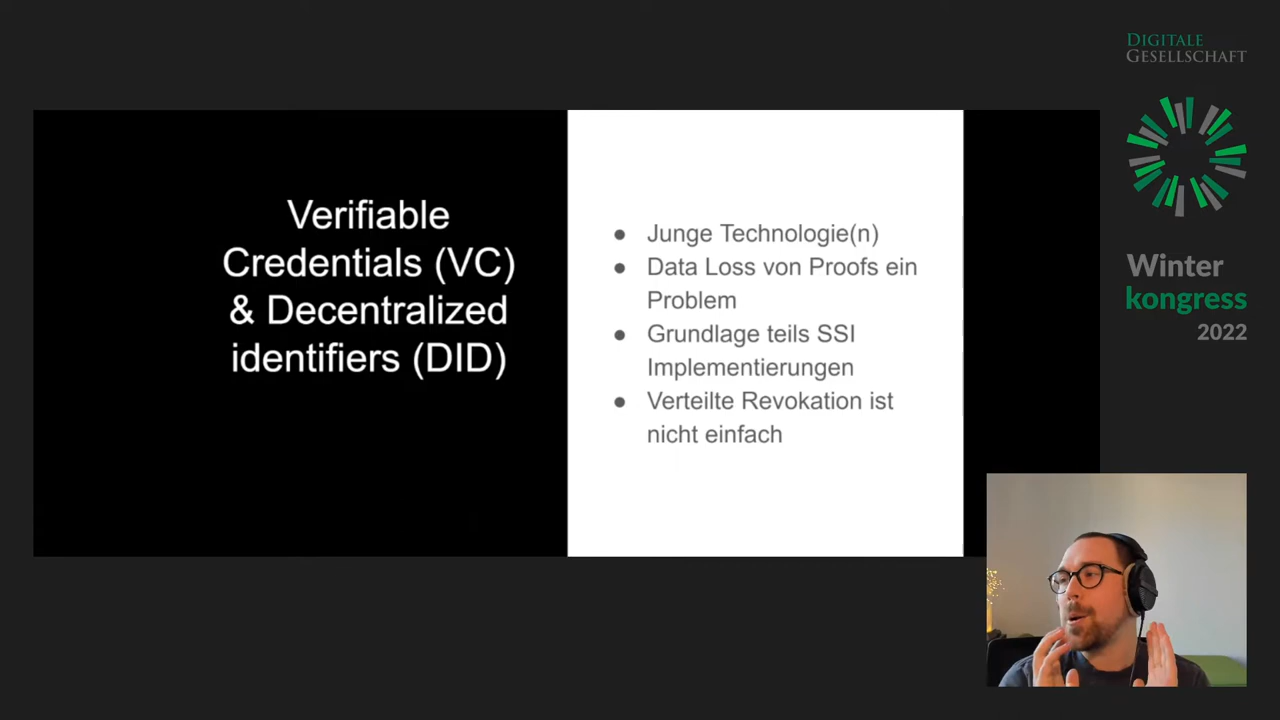 DIGITALE
GESELLSCHAFT
Verifiable
Credentials (VC)
& Decentralized
identifiers (DID)
● Junge Technologie(n)
● Data Loss von Proofs ein
Problem
● Grundlage teils SSI
Implementierungen
● Verteilte Revokation ist
nicht einfach
Winter
kongress
2022